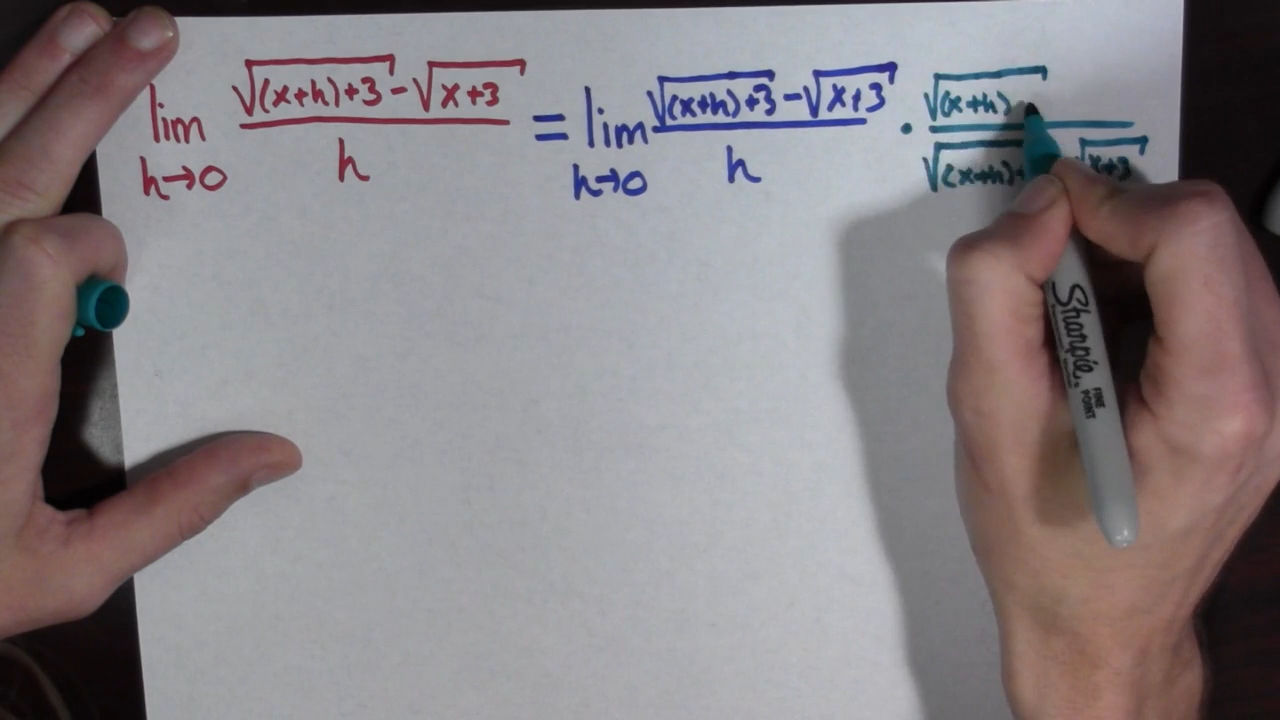 lim h→0 √(x+h)+3 - √x+3 / h = lim h→0 √(x+h)+3 - √x+3 / h · √(x+h) / √(x+h) √x+3
Sharpie.
FINE POINT